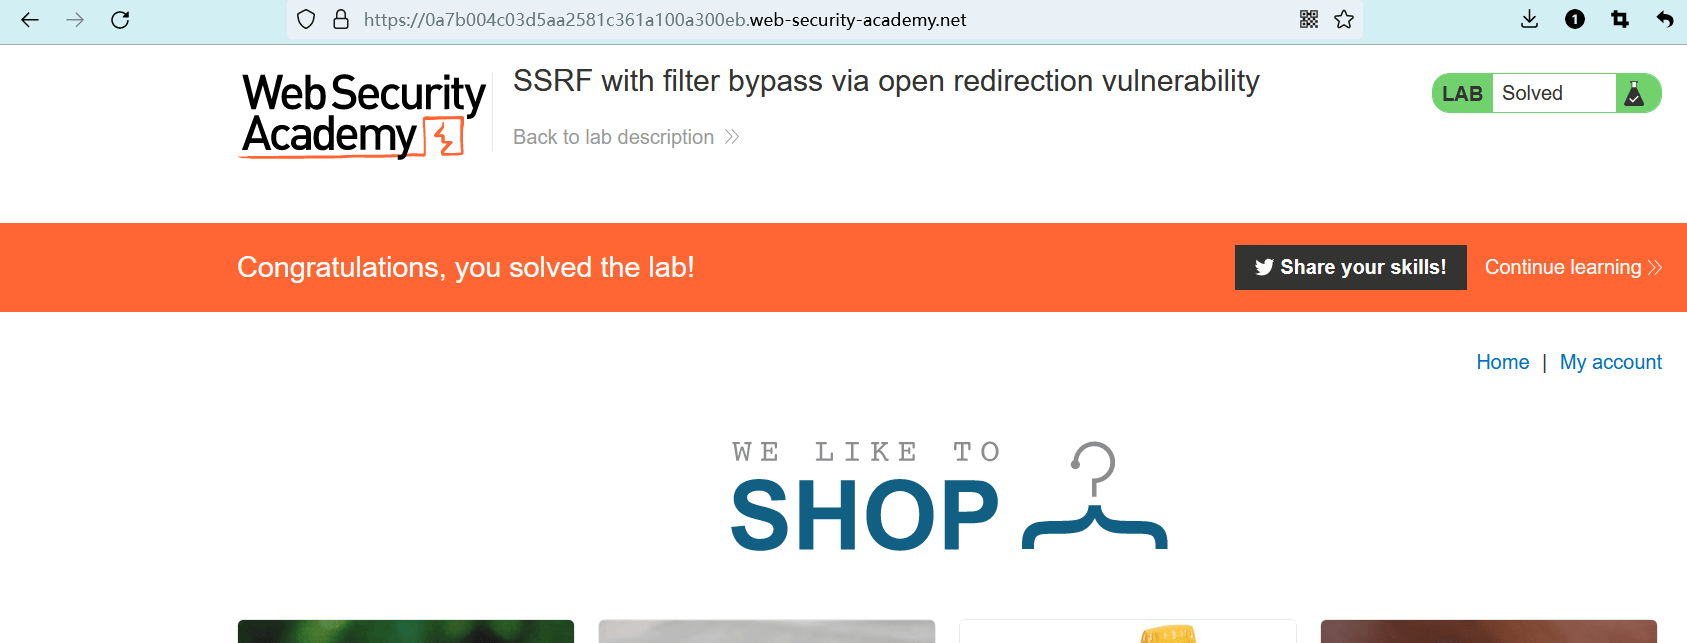 https://0a7b004c03d5aa2581c361a100a300eb.web-security-academy.net
1
Web Security
Academy
SSRF with filter bypass via open redirection vulnerability
Back to lab description
LAB Solved
Congratulations, you solved the lab!
Share your skills!
Continue learning
Home | My account
WE LIKE TO
SHOP